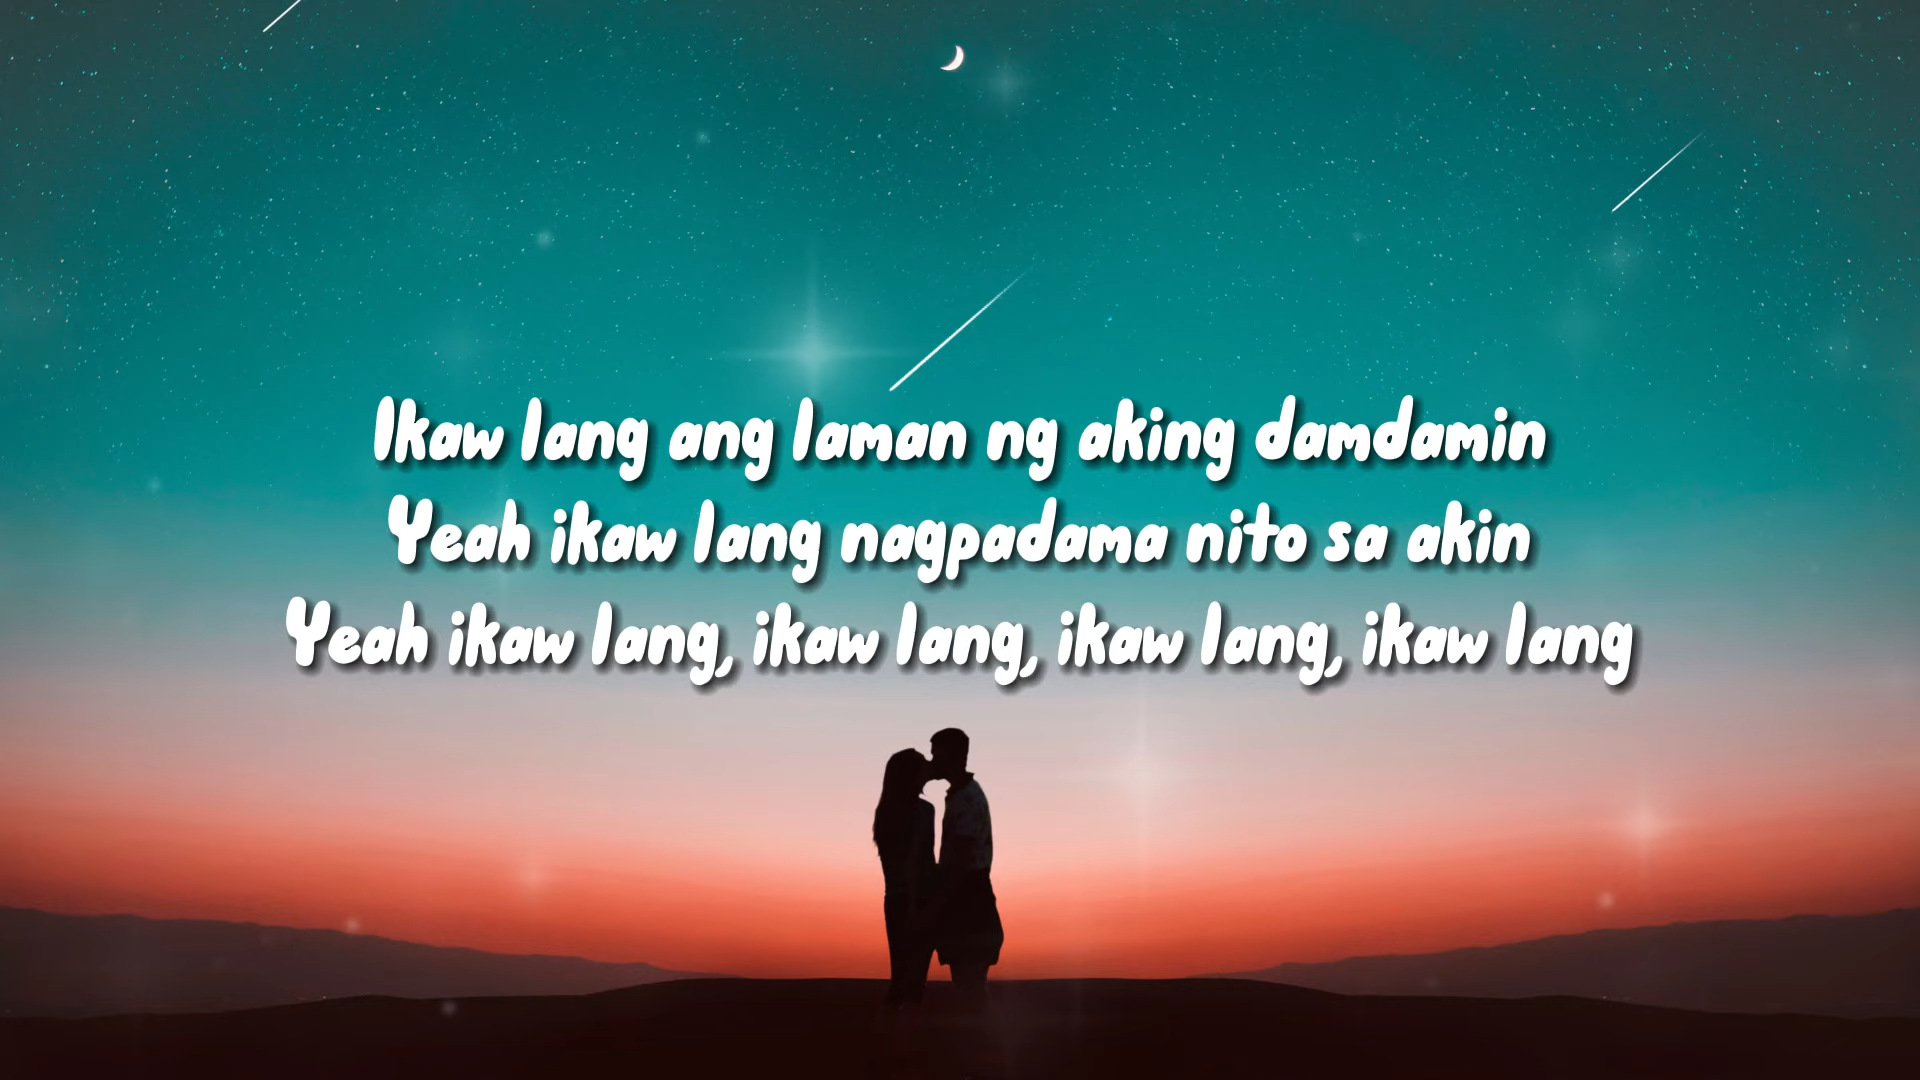 Ikaw lang ang laman ng aking damdamin
Yeah ikaw lang nagpadama nito sa akin
Yeah ikaw lang, ikaw lang, ikaw lang, ikaw lang